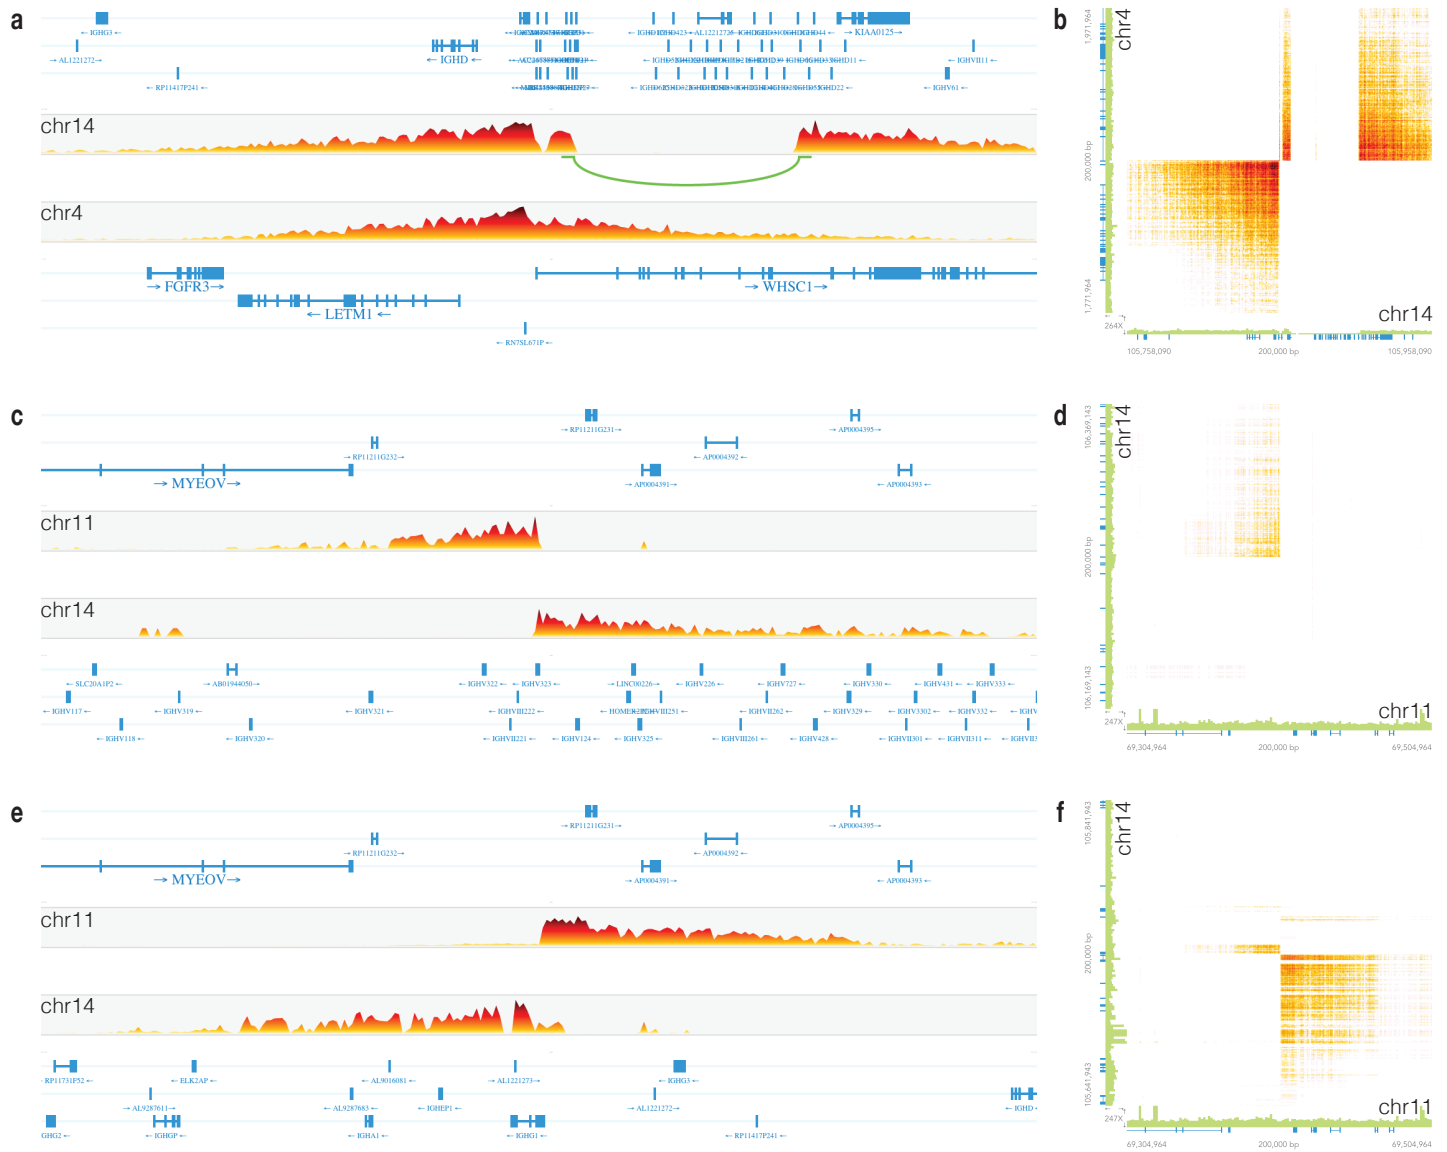 a
IGHG3
AL1221272
RP11417P241
IGHD
AL1221272
KIAA0125
IGHD11
IGHD22
IGHVII11
IGHV61
chr14
chr4
FGFR3
LETM1
RN7SL671P
WHSC1
b
chr4
1,971,964
200,000 bp
1,771,964
264X
chr14
105,758,090
200,000 bp
105,958,090
c
RP11211G231
AP0004395
RP11211G232
AP0004392
MYEOV
AP0004391
AP0004393
chr11
chr14
SLC20A1P2
AB01944050
IGHV322
IGHV323
LINC00226
IGHV226
IGHV727
IGHV330
IGHV431
IGHV333
IGHV117
IGHV319
IGHV321
IGHVIII222
IGHVII262
IGHV329
IGHV3302
IGHV332
IGHV
IGHV118
IGHV320
IGHVII221
IGHV124
IGHV325
IGHVIII261
IGHV428
IGHVII301
IGHVII311
d
chr14
106,369,143
200,000 bp
106,169,143
247X
chr11
69,304,964
200,000 bp
69,504,964
e
RP11211G231
AP0004395
RP11211G232
AP0004392
MYEOV
AP0004391
AP0004393
chr11
chr14
RP11731F52
ELK2AP
AL9016081
AL1221273
IGHG3
AL9287611
AL9287683
IGHEP1
AL1221272
IGHD
GHG2
IGHGP
IGHA1
IGHG1
RP11417P241
f
chr14
105,841,943
200,000 bp
105,641,943
247X
chr11
69,304,964
200,000 bp
69,504,964